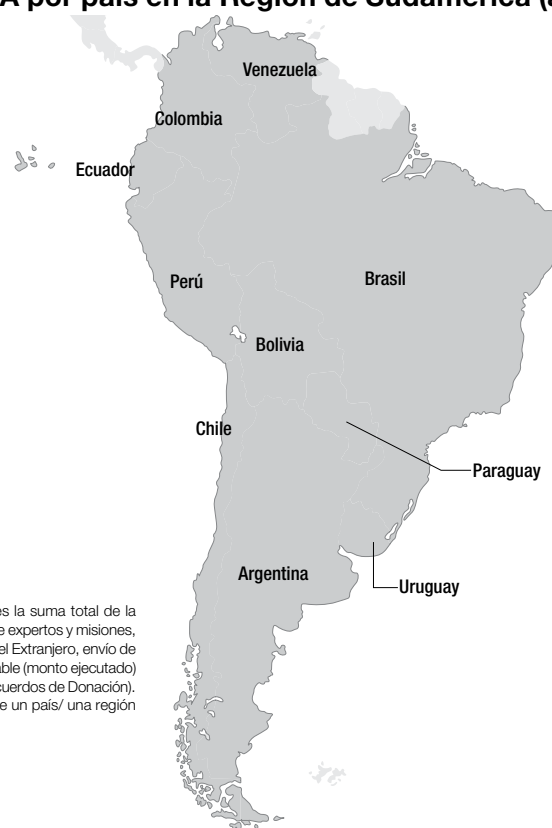 A por país en la Región de Sudamérica (a
Venezuela
Colombia
Ecuador
Perú
Brasil
Bolivia
Chile
Paraguay
Argentina
Uruguay
es la suma total de la
e expertos y misiones,
el Extranjero, envío de
able (monto ejecutado)
cuerdos de Donación).
e un país/ una región